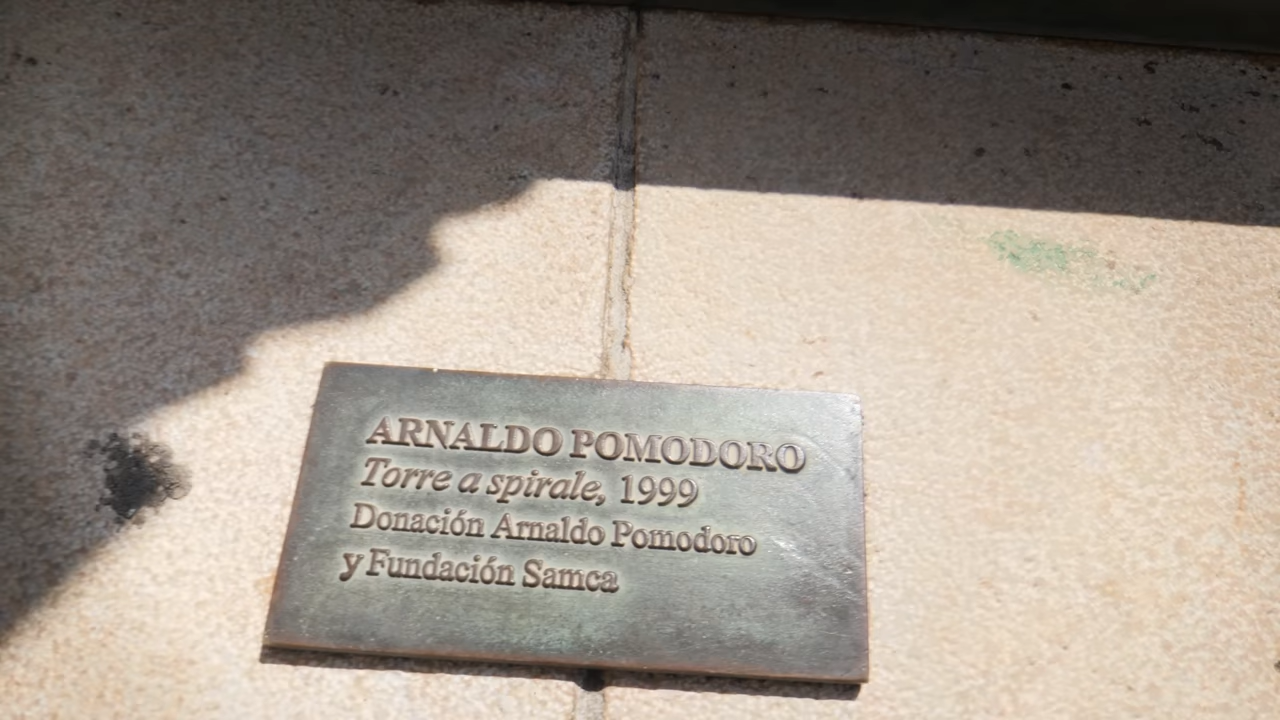 ARNALDO POMODORO
Torre a spirale, 1999
Donación Arnaldo Pomodoro
y Fundación Samca